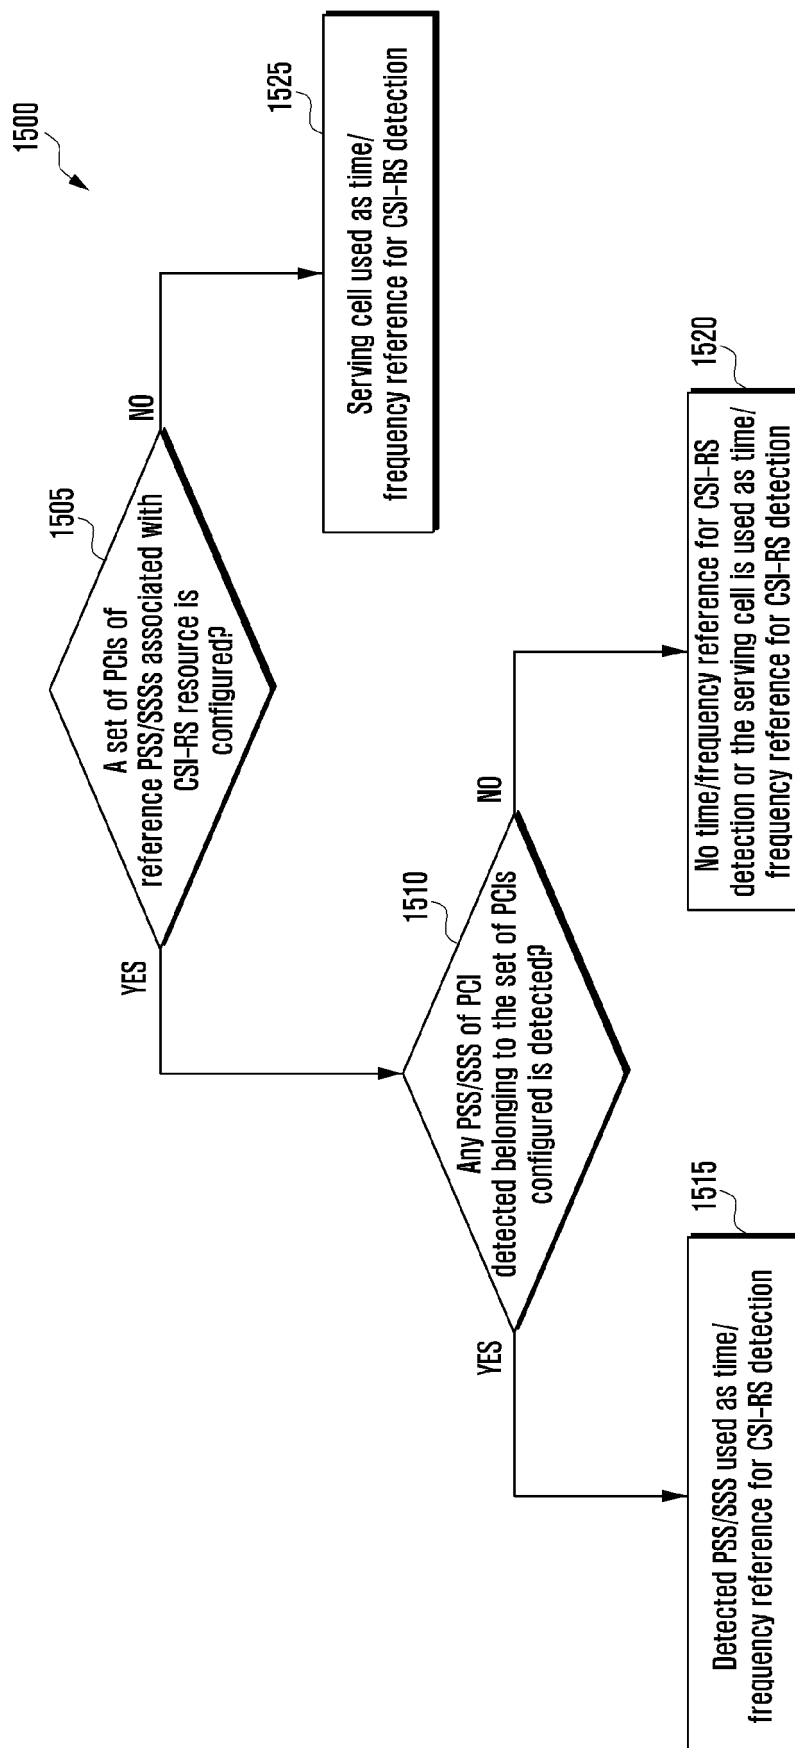 1500
1505
A set of PCIs of
reference PSS/SSSs associated with
CSI-RS resource is
configured?
YES
NO
1525
Serving cell used as time/
frequency reference for CSI-RS detection
1510
Any PSS/SSS of PCI
detected belonging to the set of PCIs
configured is detected?
YES
NO
1515
Detected PSS/SSS used as time/
frequency reference for CSI-RS detection
1520
No time/frequency reference for CSI-RS
detection or the serving cell is used as time/
frequency reference for CSI-RS detection